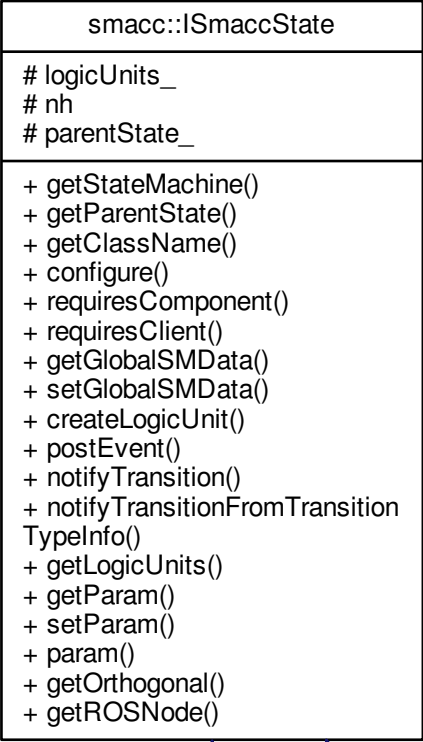 smacc::ISmaccState
# logicUnits_
# nh
# parentState_
+ getStateMachine()
+ getParentState()
+ getClassName()
+ configure()
+ requiresComponent()
+ requiresClient()
+ getGlobalSMData()
+ setGlobalSMData()
+ createLogicUnit()
+ postEvent()
+ notifyTransition()
+ notifyTransitionFromTransition
TypeInfo()
+ getLogicUnits()
+ getParam()
+ setParam()
+ param()
+ getOrthogonal()
+ getROSNode()